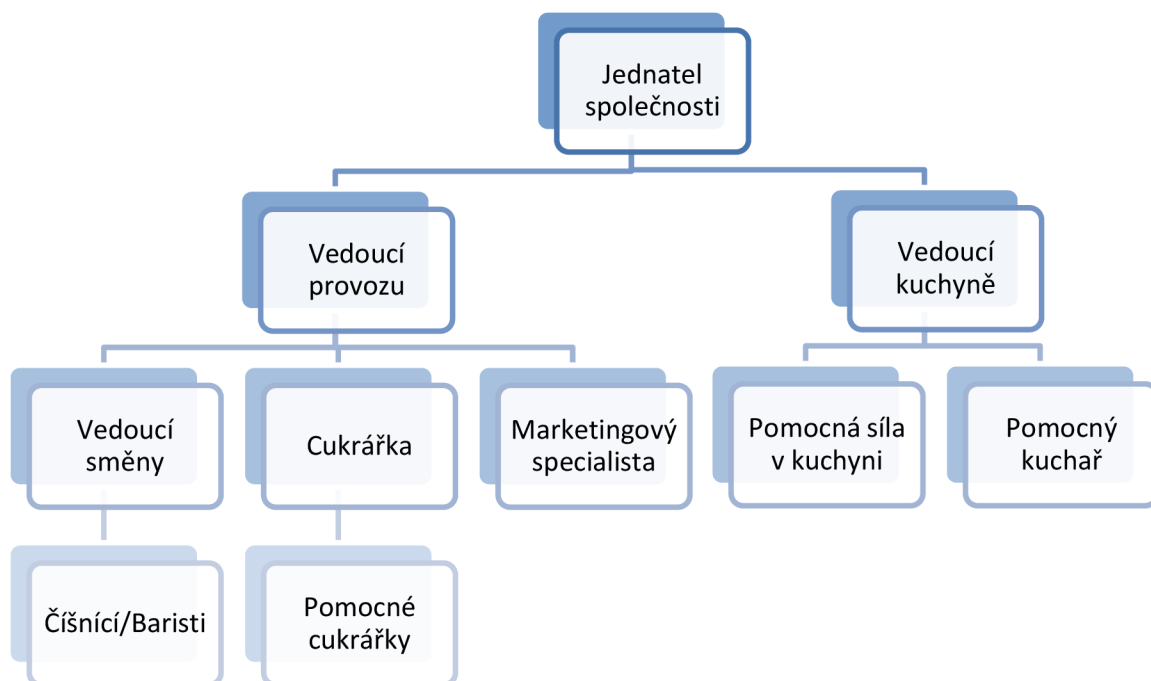 Jednatel
společnosti
Vedoucí
provozu
Vedoucí
kuchyně
Vedoucí
směny
Cukrářka
Marketingový
specialista
Pomocná síla
v kuchyni
Pomocný
kuchař
Číšnící/Baristi
Pomocné
cukrářky